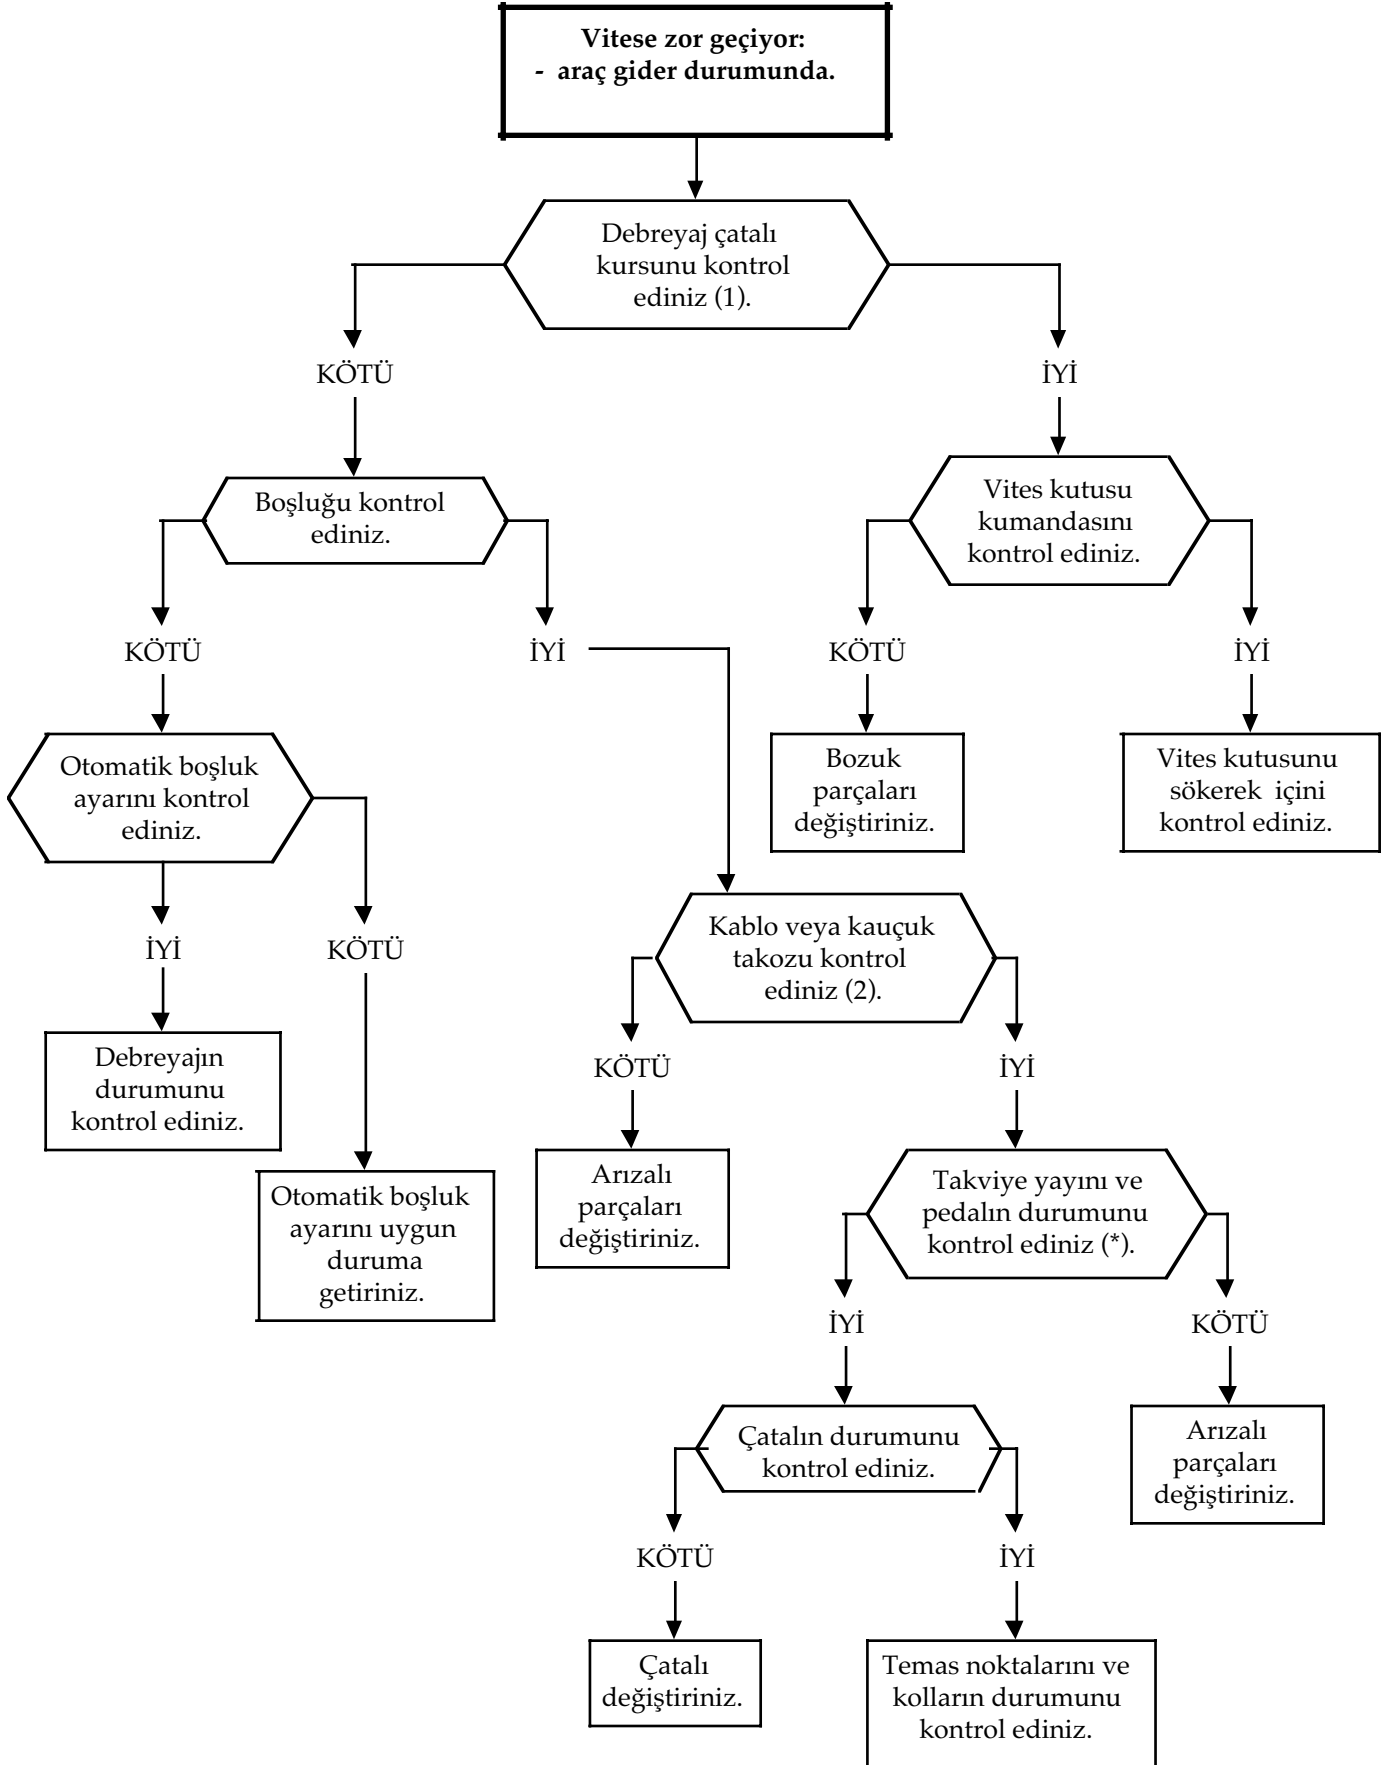 Vitese zor geçiyor:
- araç gider durumunda.
Debreyaj çatalı
kursunu kontrol
ediniz (1).
KÖTÜ
İYİ
Boşluğu kontrol
ediniz.
Vites kutusu
kumandasını
kontrol ediniz.
KÖTÜ
İYİ
KÖTÜ
İYİ
Otomatik boşluk
ayarını kontrol
ediniz.
Bozuk
parçaları
değiştiriniz.
Vites kutusunu
sökerek içini
kontrol ediniz.
İYİ
KÖTÜ
Kablo veya kauçuk
takozu kontrol
ediniz (2).
Debreyajın
durumunu
kontrol ediniz.
KÖTÜ
İYİ
Otomatik boşluk
ayarını uygun
duruma
getiriniz.
Arızalı
parçaları
değiştiriniz.
Takviye yayını ve
pedalın durumunu
kontrol ediniz (*).
İYİ
KÖTÜ
Çatalın durumunu
kontrol ediniz.
Arızalı
parçaları
değiştiriniz.
KÖTÜ
İYİ
Çatalı
değiştiriniz.
Temas noktalarını ve
kolların durumunu
kontrol ediniz.